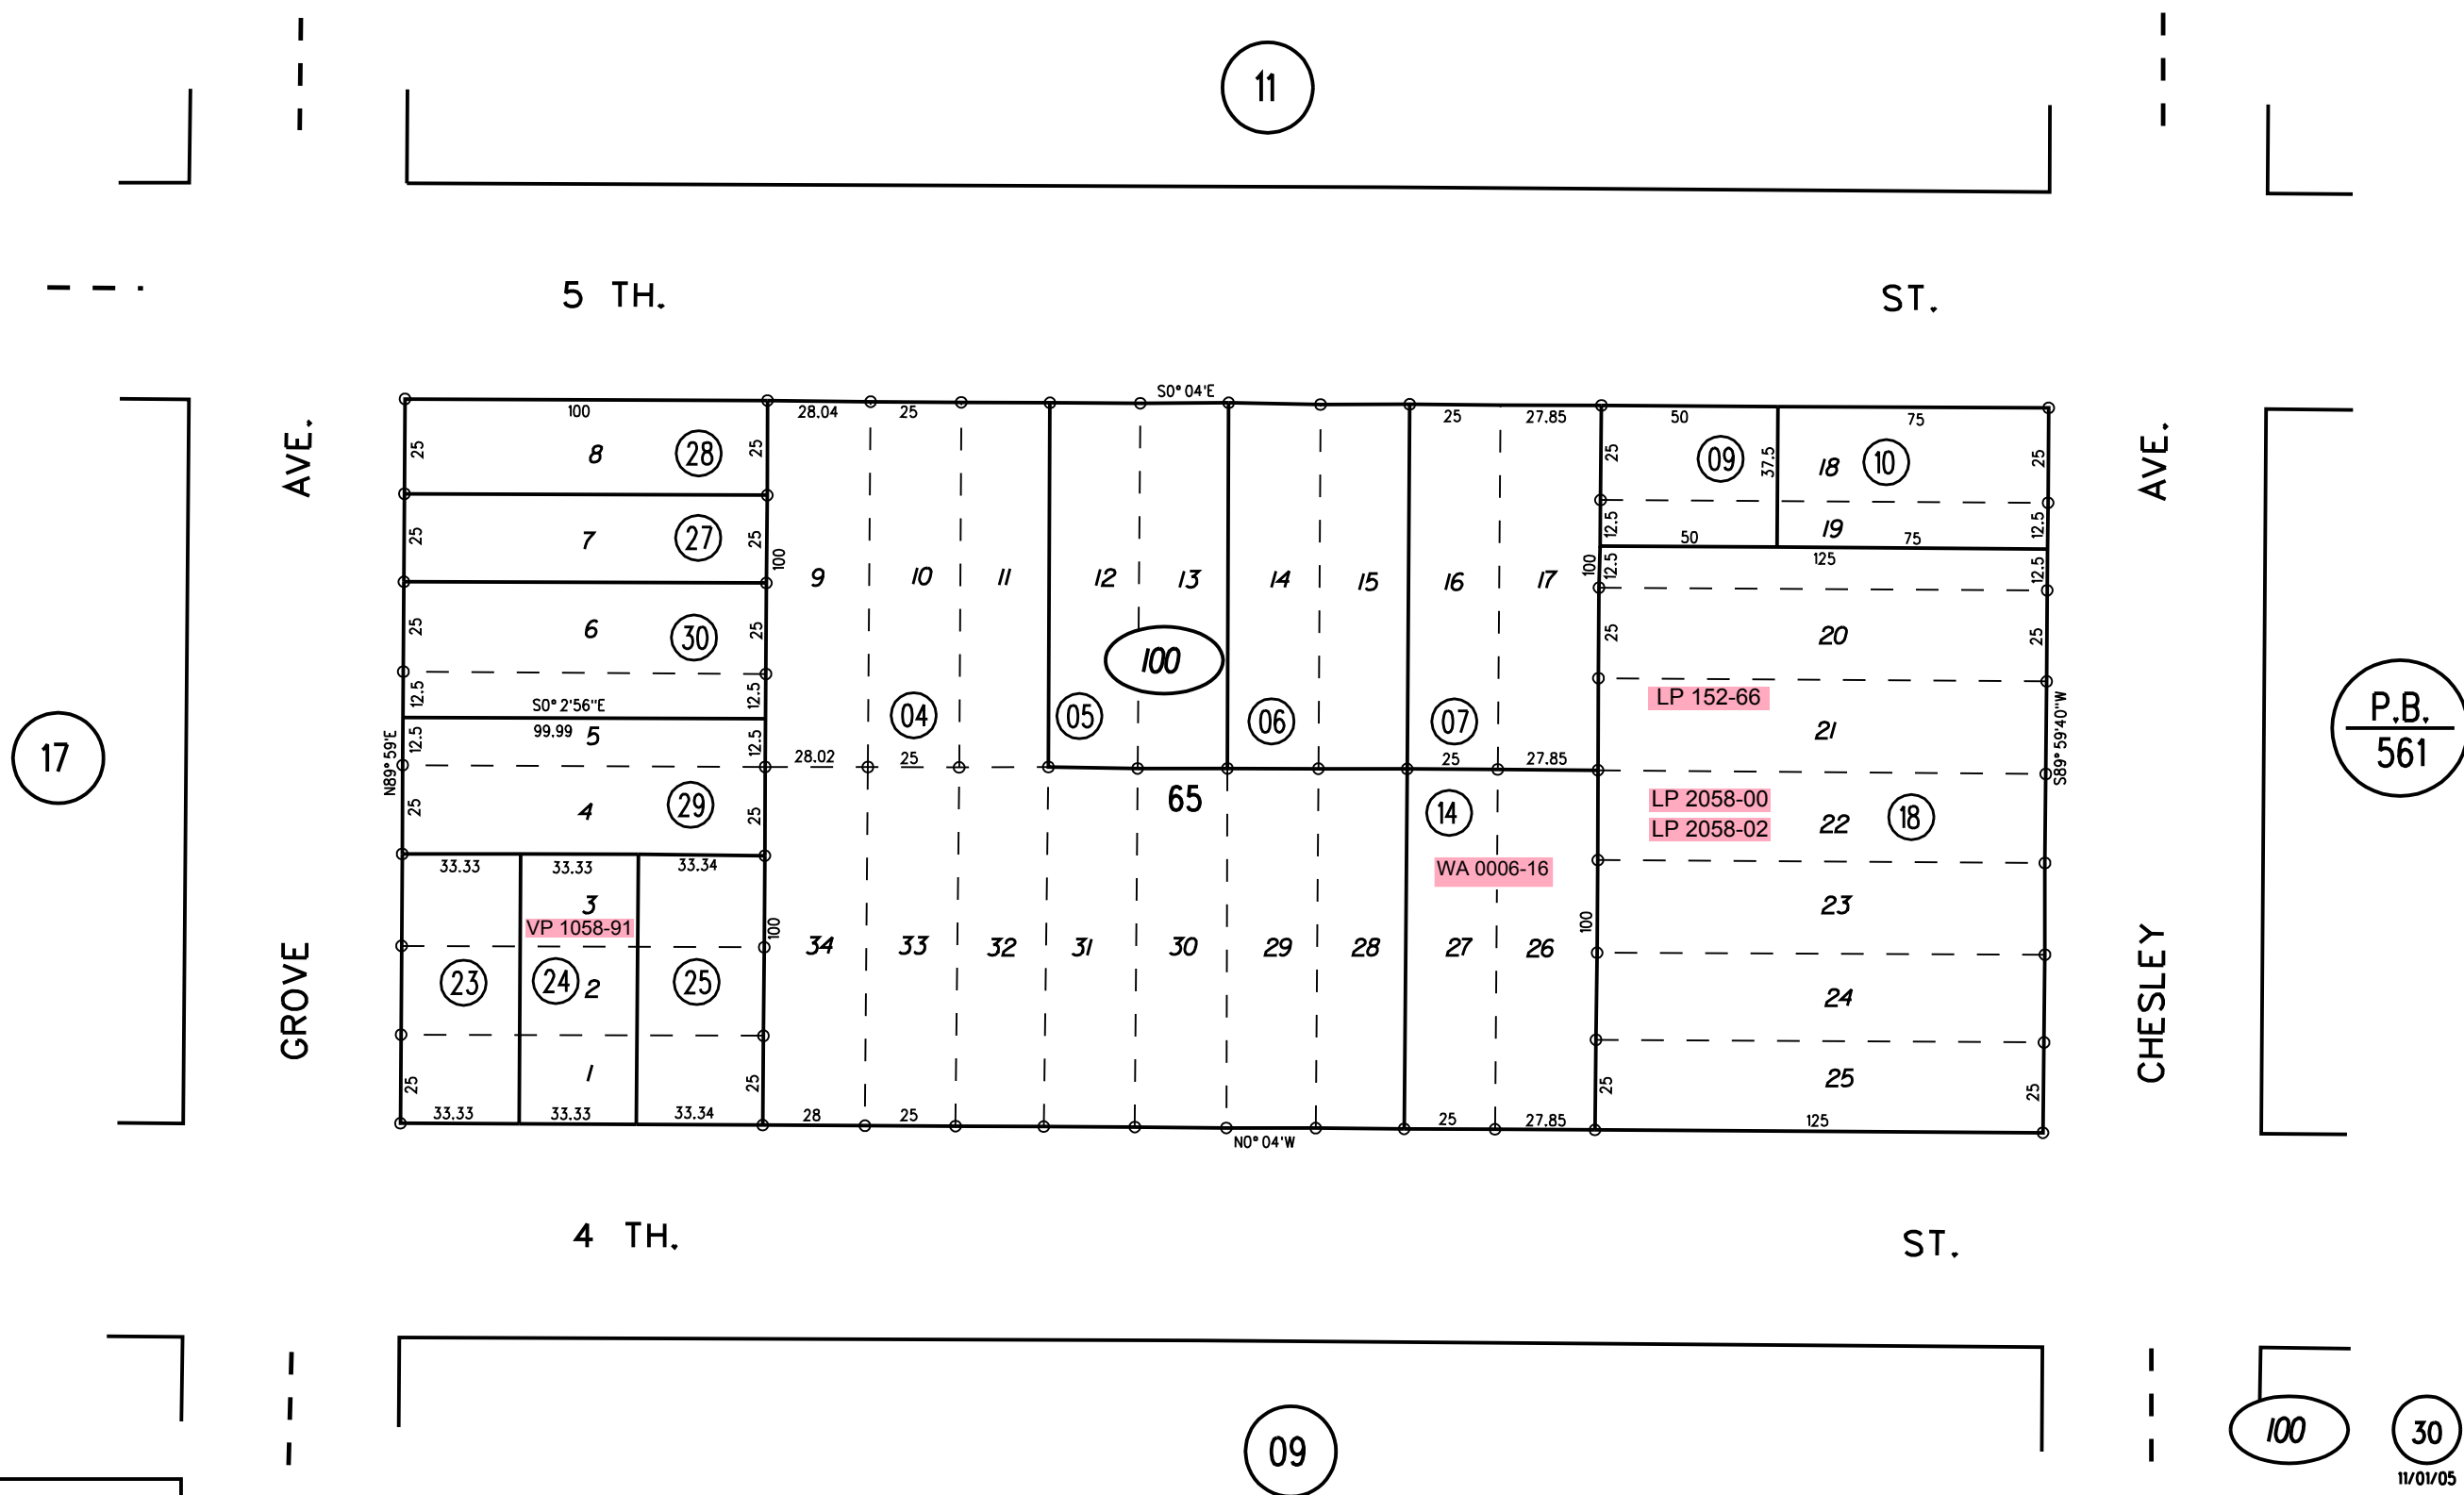 11
5 TH. ST.
AVE. AVE.
S0° 04'E
100 28.04 25 25 27.85 50 75
25 8 28 25 25 09 37.5 18 10 25
25 7 27 25 12.5 19 12.5
50 75
100 100 12.5 125 12.5
9 10 11 12 13 14 15 16 17
25 6 30 25 25 20 25
100
12.5 S0° 2'56"E 12.5 LP 152-66
04 05 06 07
12.5 99.99 5 12.5 21
N89° 59'E S89° 59'40"W
17 P.B.
561
28.02 25 25 27.85
65
25 4 29 25 14 LP 2058-00
LP 2058-02 22 18
33.33 33.33 33.34 WA 0006-16
3 23
VP 1058-91 100 100
34 33 32 31 30 29 28 27 26
23 24 2 25 24
GROVE CHESLEY
25 1 25 25 25 25
33.33 33.33 33.34 28 25 25 27.85 125
N0° 04'W
4 TH. ST.
09 100 30
11/01/05